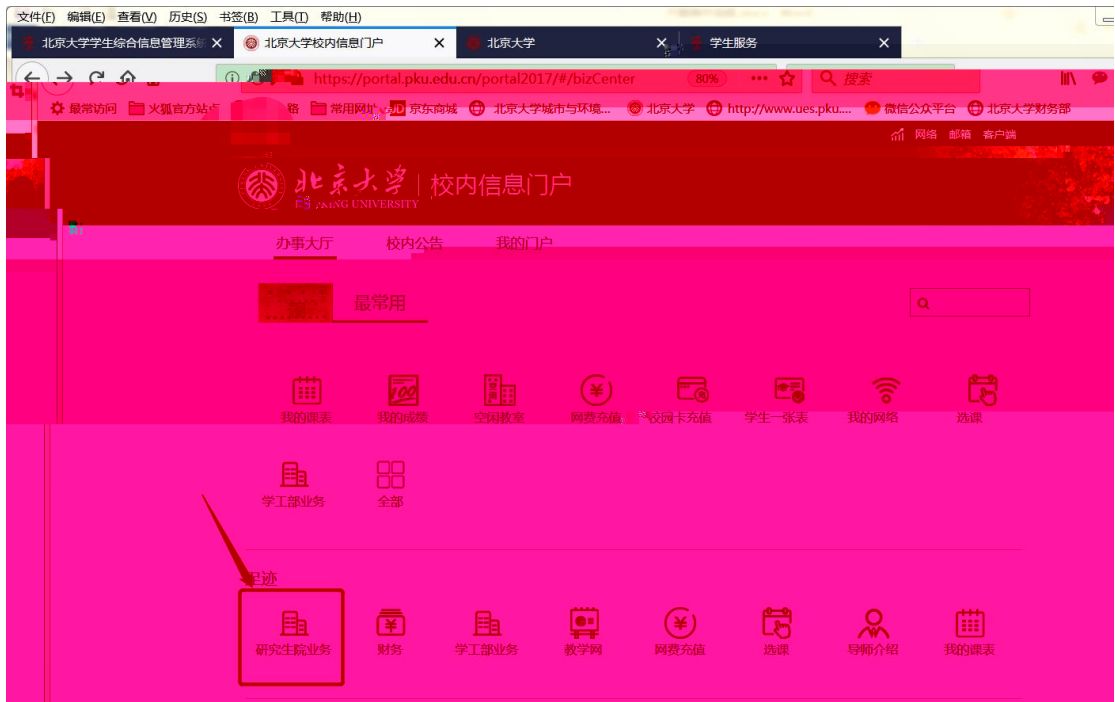 文件(F) 编辑(E) 查看(V) 历史(S) 书签(B) 工具(T) 帮助(H)
北京大学学生综合信息管理系统 北京大学校内信息门户 北京大学 学生服务
https://portal.pku.edu.cn/portal2017/#/bizCenter 80% 搜索
最常访问 火狐官方站点 常用网址 JD 京东商城 北京大学城市与环境... 北京大学 http://www.ues.pku.... 微信公众平台 北京大学财务部
网络 邮箱 客户端
北京大学 校内信息门户
UNIVERSITY
办事大厅 校内公告 我的门户
最常用
我的课表 我的成绩 空闲教室 网费充值 校园卡充值 学生一张表 我的网络 选课
学工部业务 全部
足迹
研究生院业务 财务 学工部业务 教学网 网费充值 选课 导师介绍 我的课表